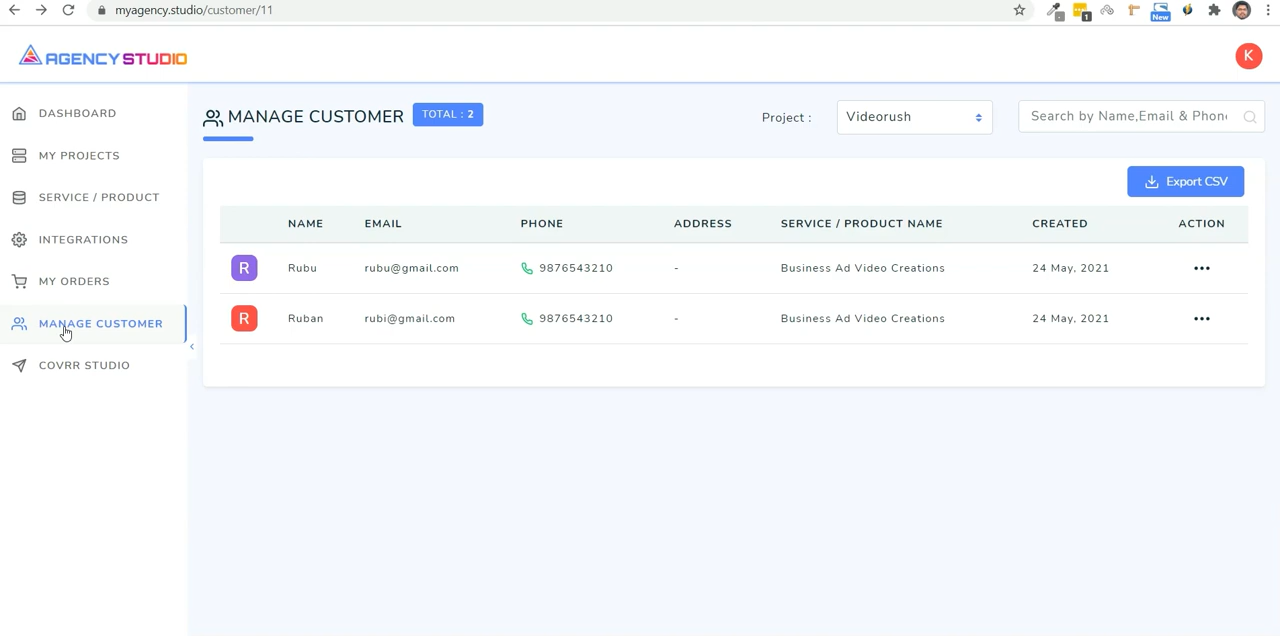 myagency.studio/customer/11
1
New
AGENCY STUDIO
K
DASHBOARD
MY PROJECTS
SERVICE / PRODUCT
INTEGRATIONS
MY ORDERS
MANAGE CUSTOMER
COVRR STUDIO
MANAGE CUSTOMER
TOTAL : 2
Project :
Videorush
Search by Name,Email & Phon
Export CSV
NAME EMAIL PHONE ADDRESS SERVICE / PRODUCT NAME CREATED ACTION
R Rubu rubu@gmail.com 9876543210 - Business Ad Video Creations 24 May, 2021
R Ruban rubi@gmail.com 9876543210 - Business Ad Video Creations 24 May, 2021